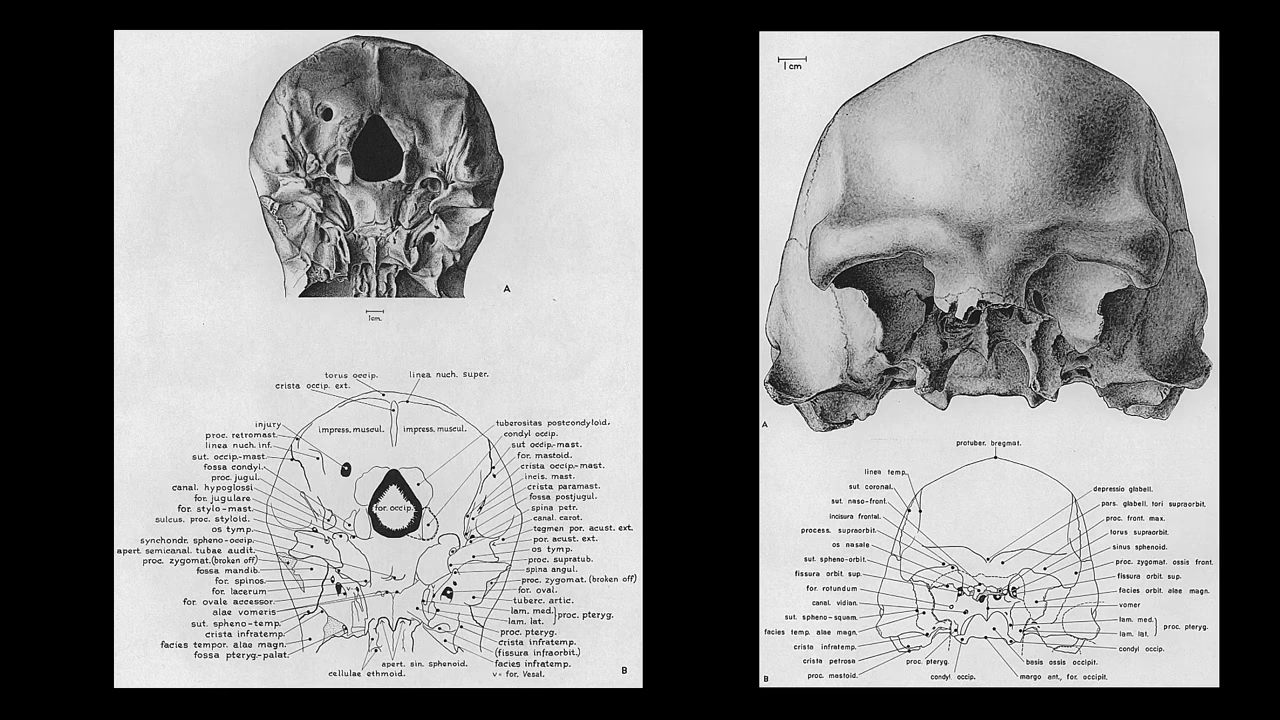 A
1cm.
torus occip.
linea nuch. super.
crista occip. ext.
impress. muscul.
impress. muscul.
for. occip.
injury
proc. retromast.
linea nuch. inf.
sut. occip.-mast.
fossa condyl.
proc. jugul.
canal. hypoglossi
for. jugulare
for. stylo-mast.
sulcus. proc. styloid.
os tymp.
synchondr. spheno-occip.
apert. semicanal. tubae audit.
proc. zygomat. (broken off)
fossa mandib.
for. spinos.
for. lacerum
for. ovale accessor.
alae vomeris
sut. spheno-temp.
crista infratemp.
facies tempor. alae magn.
fossa pteryg-palat.
tuberositas postcondyloid.
condyl occip.
sut occip.-mast.
for. mastoid.
crista occip.-mast.
incis. mast.
crista paramast.
fossa postjugul.
spina petr.
canal. carot.
tegmen por. acust. ext.
por. acust. ext.
os tymp.
proc. supratub.
spina angul.
proc. zygomat. (broken off)
for. oval.
tuberc. artic.
lam. med.
proc. pteryg.
lam. lat.
proc. pteryg.
crista infratemp.
(fissura infraorbit.)
facies infratemp.
v = for. Vesal.
apert. sin. sphenoid.
cellulae ethmoid.
B
1 cm
A
protuber. bregmat.
linea temp.
sut. coronal.
sut. naso-front.
incisura frontal.
process. supraorbit.
os nasale
sut. spheno-orbit.
fissura orbit. sup.
for. rotundum
canal. vidian.
sut. spheno-squam.
facies temp. alae magn.
crista infratemp.
crista petrosa
proc. mastoid.
proc. pteryg.
condyl. occip.
depressio glabell.
pars. glabell. tori supraorbit.
proc. front. max.
torus supraorbit.
sinus sphenoid.
proc. zygomat. ossis front.
fissura orbit. sup.
facies orbit. alae magn.
vomer
lam. med.
proc. pteryg.
lam. lat.
condyl occip.
basis ossis occipit.
margo ant., for. occipit.
B